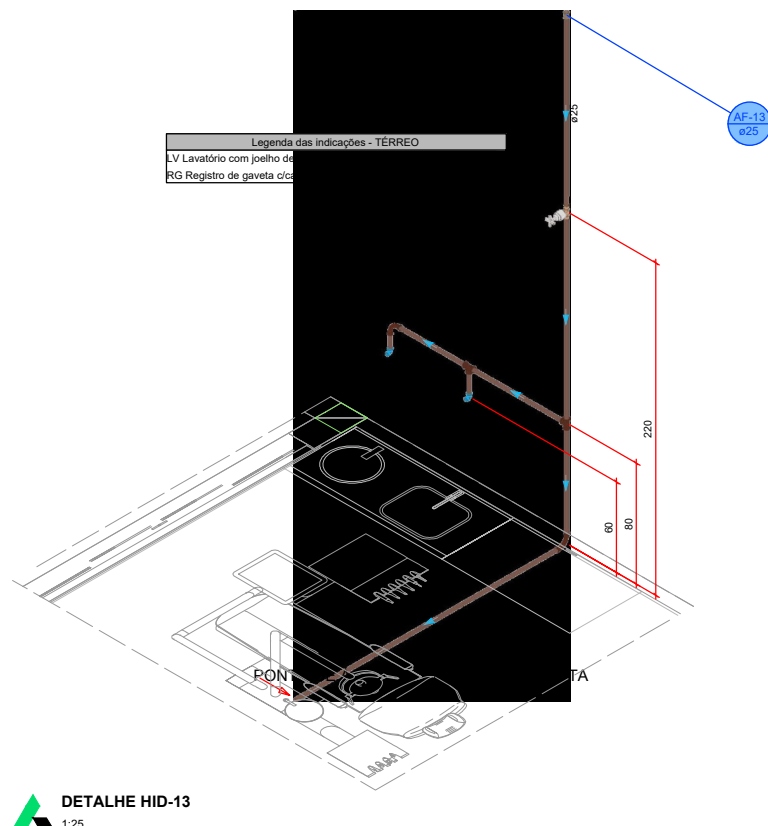 AF-13
ø25
ø25
Legenda das indicações - TÉRREO
LV Lavatório com joelho de
RG Registro de gaveta c/ca
220
60
80
PONT
TA
DETALHE HID-13
1:25